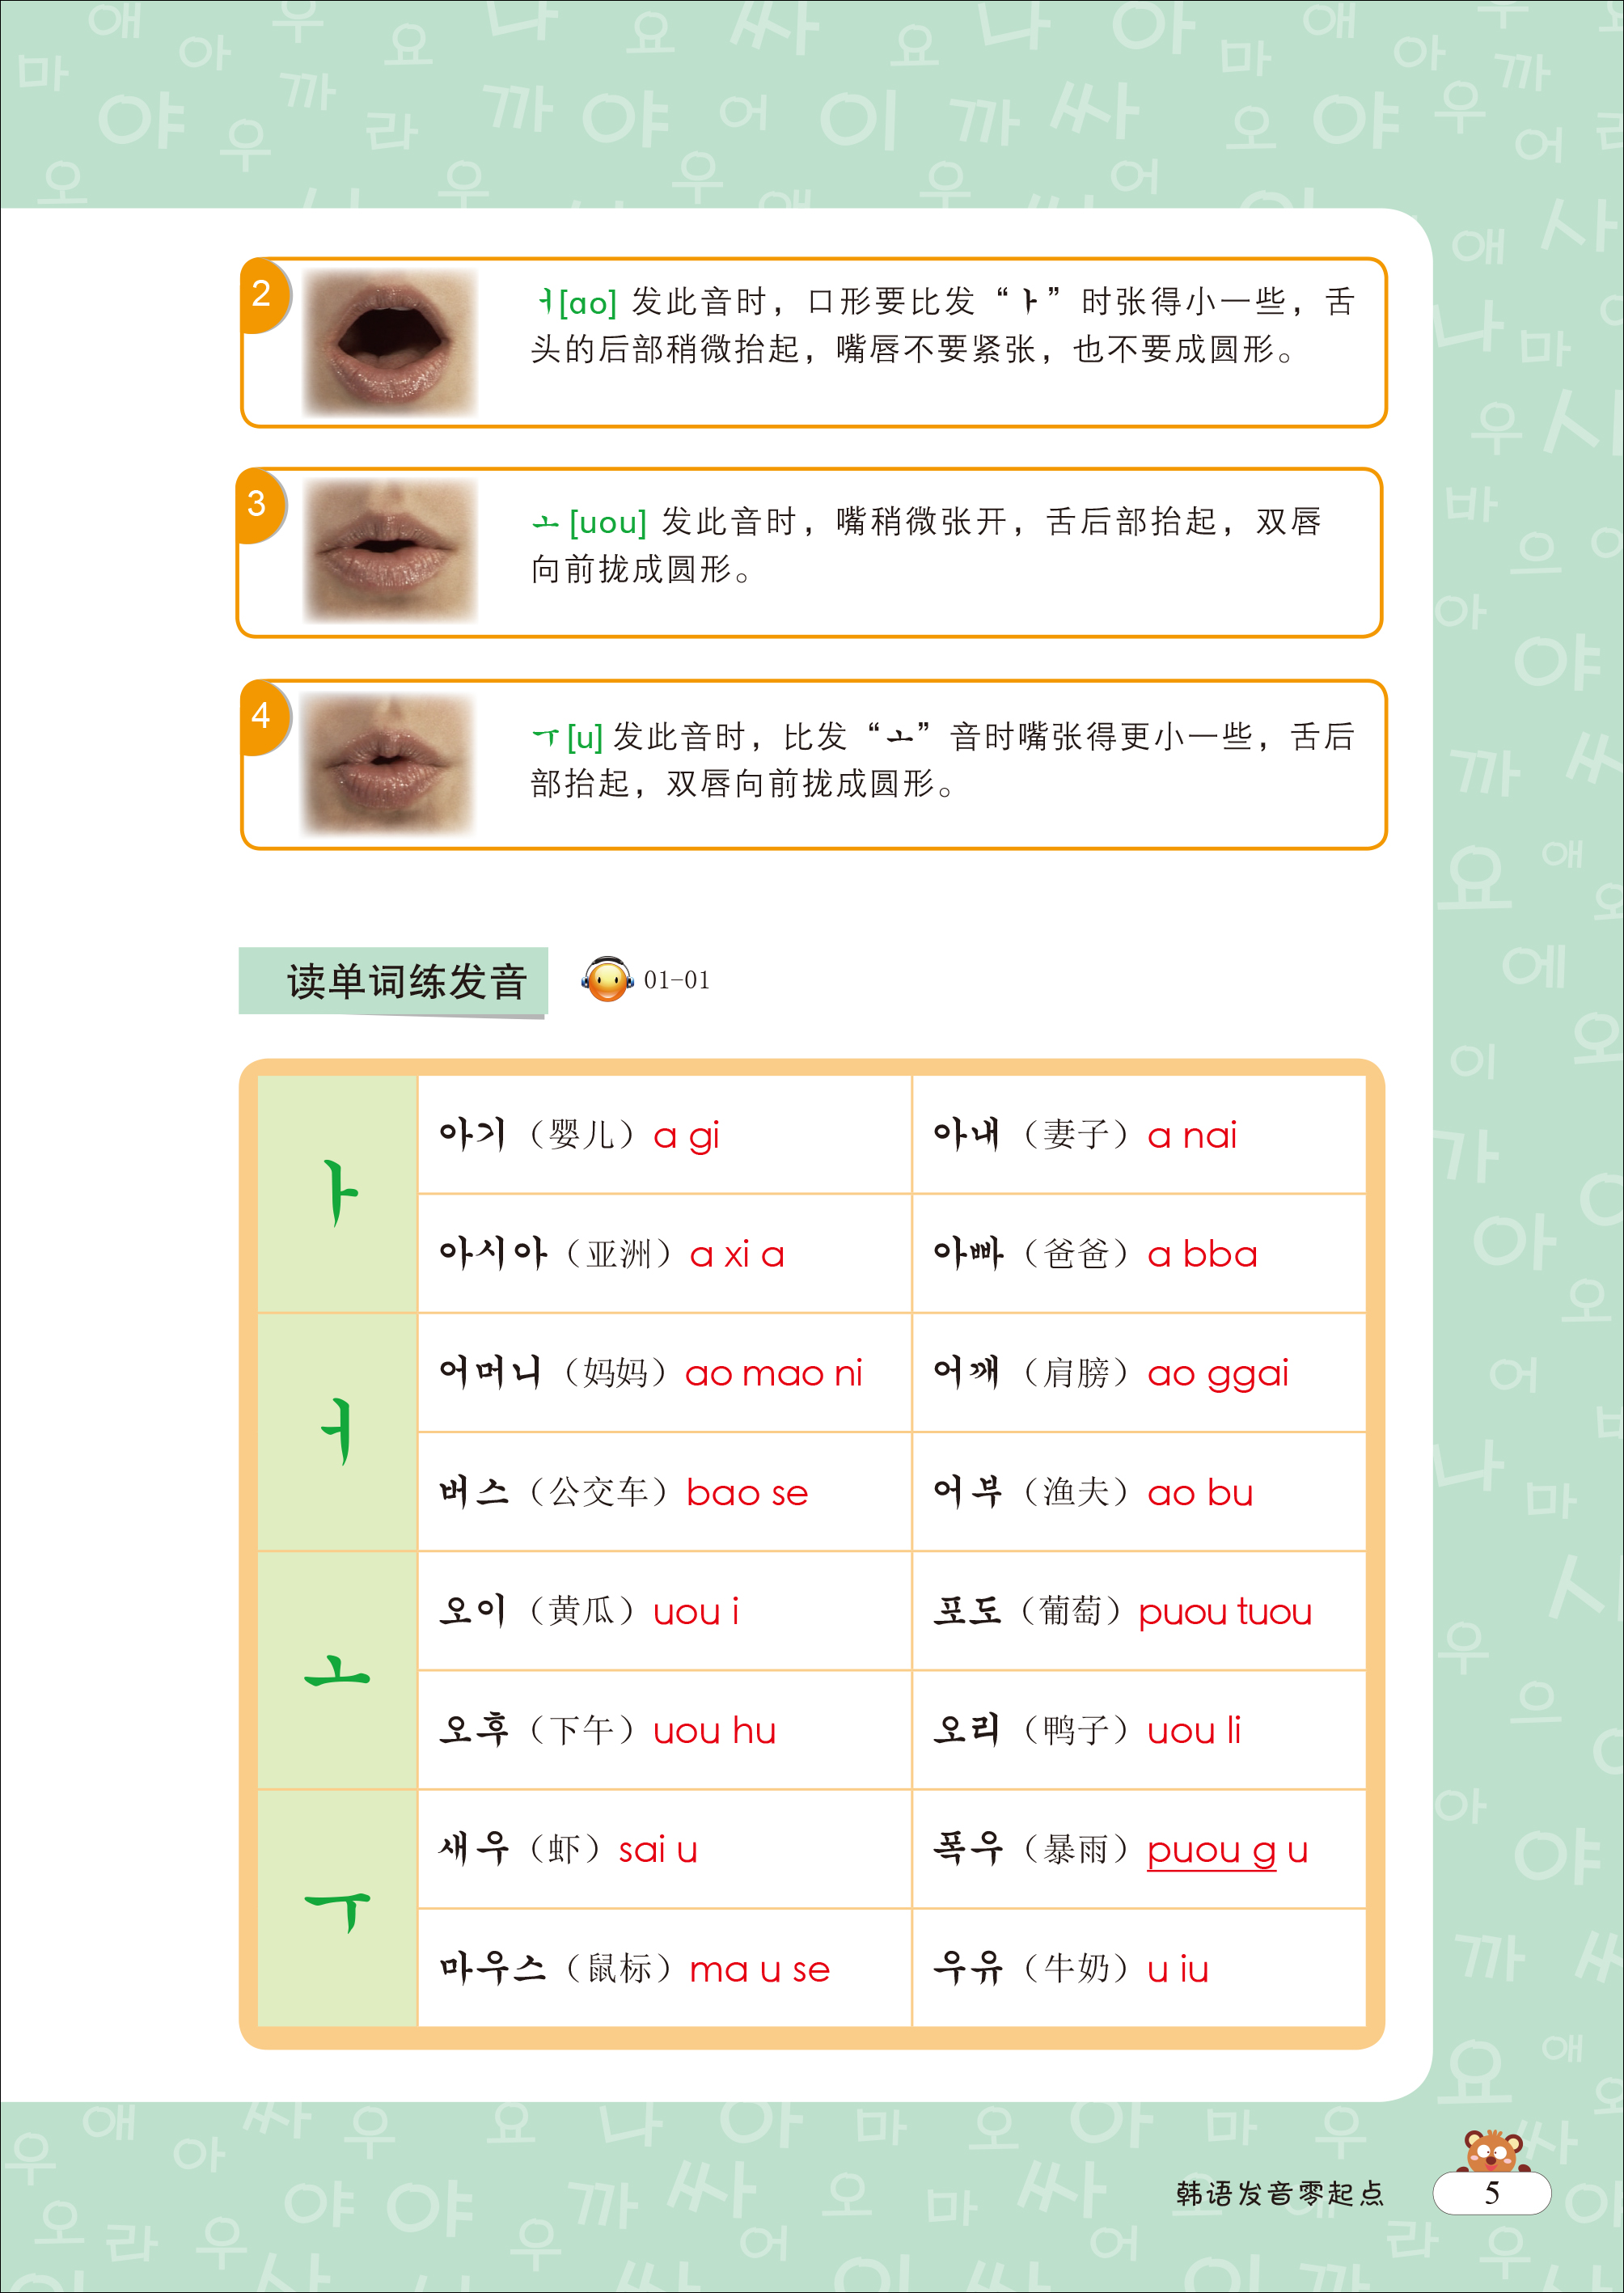 2
ㅓ[ao] 发此音时，口形要比发“ㅏ”时张得小一些，舌
头的后部稍微抬起，嘴唇不要紧张，也不要成圆形。
3
ㅗ [uou] 发此音时，嘴稍微张开，舌后部抬起，双唇
向前拢成圆形。
4
ㅜ[u] 发此音时，比发“ㅗ”音时嘴张得更小一些，舌后
部抬起，双唇向前拢成圆形。
读单词练发音 01-01
ㅏ
아기（婴儿）a gi 아내（妻子）a nai
아시아（亚洲）a xi a 아빠（爸爸）a bba
ㅓ
어머니（妈妈）ao mao ni 어깨（肩膀）ao ggai
버스（公交车）bao se 어부（渔夫）ao bu
ㅗ
오이（黄瓜）uou i 포도（葡萄）puou tuou
오후（下午）uou hu 오리（鸭子）uou li
ㅜ
새우（虾）sai u 폭우（暴雨）puou g u
마우스（鼠标）ma u se 우유（牛奶）u iu
韩语发音零起点 5